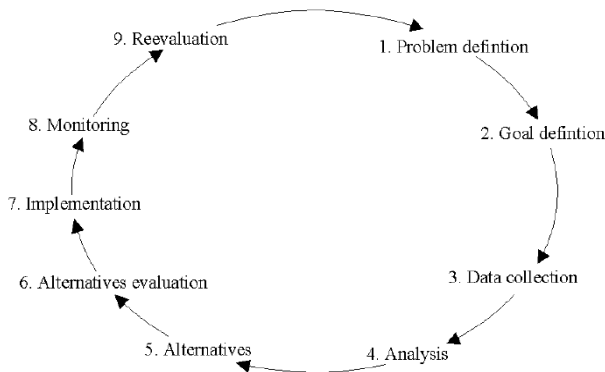 1. Problem defintion
2. Goal defintion
3. Data collection
4. Analysis
5. Alternatives
6. Alternatives evaluation
7. Implementation
8. Monitoring
9. Reevaluation